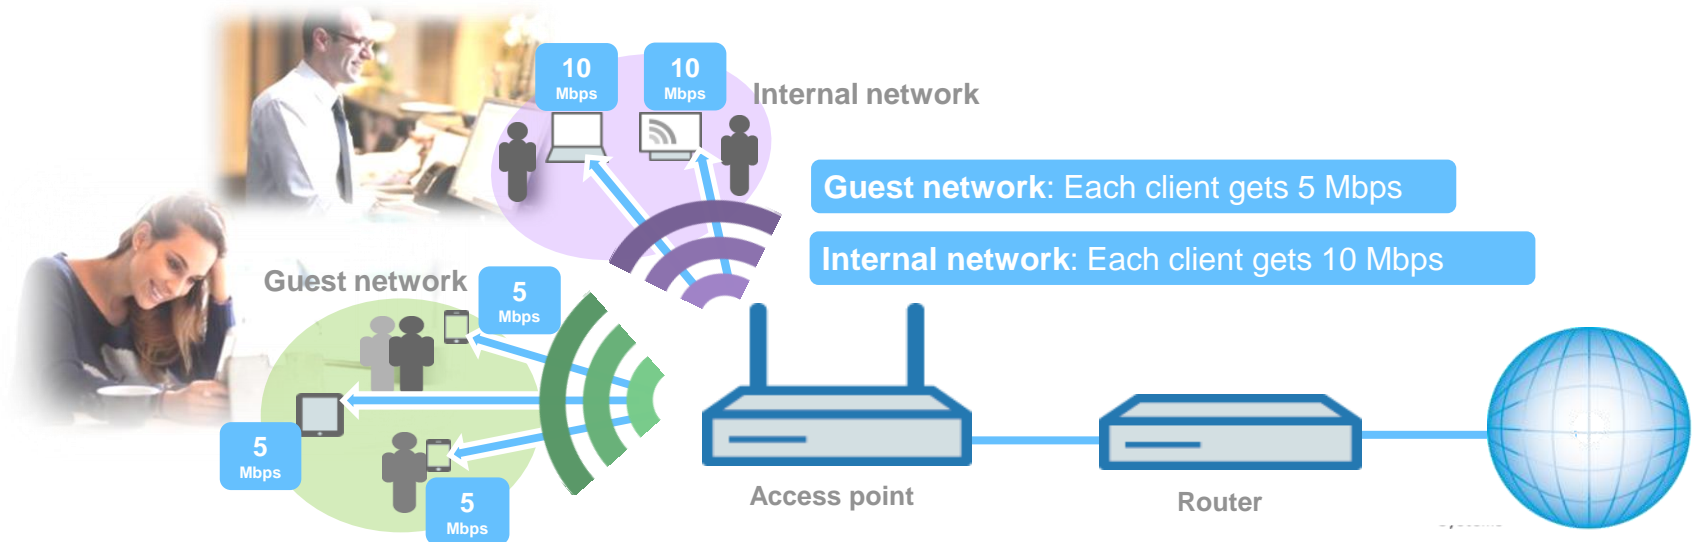 10
Mbps
10
Mbps
Internal network
Guest network: Each client gets 5 Mbps
Internal network: Each client gets 10 Mbps
Guest network
5
Mbps
5
Mbps
5
Mbps
Access point
Router